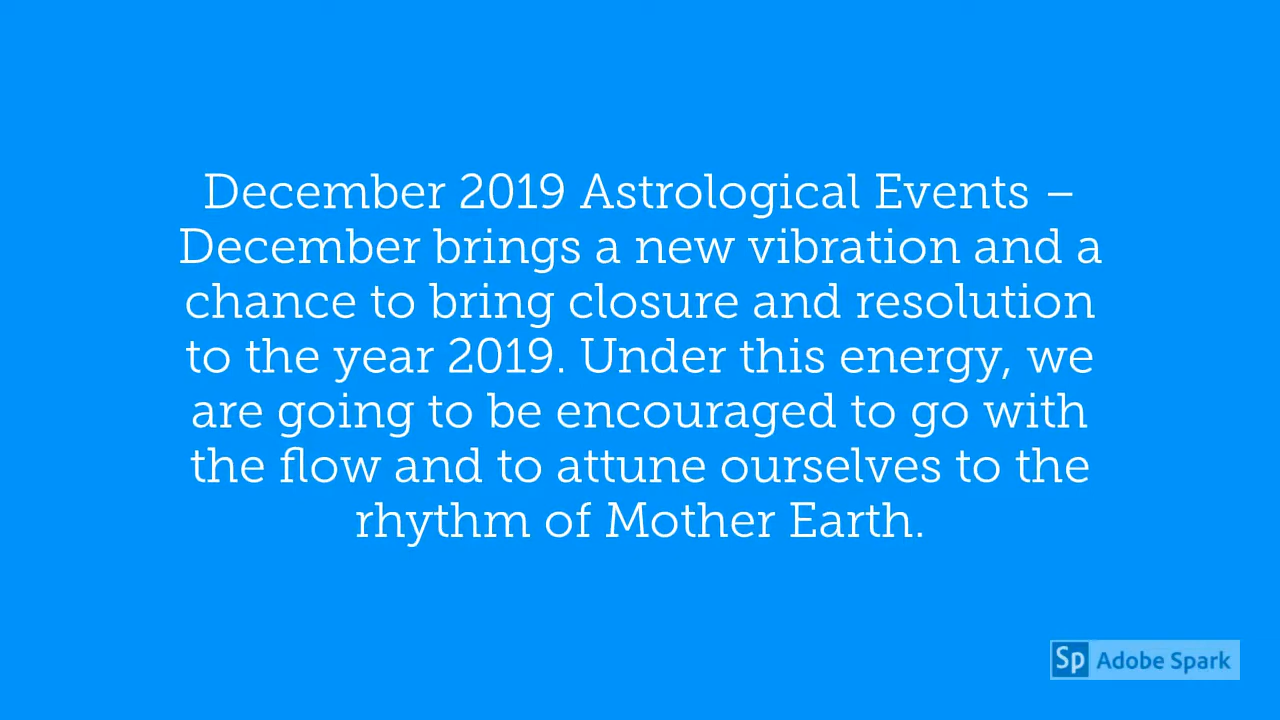 December 2019 Astrological Events –
December brings a new vibration and a
chance to bring closure and resolution
to the year 2019. Under this energy, we
are going to be encouraged to go with
the flow and to attune ourselves to the
rhythm of Mother Earth.
Sp Adobe Spark